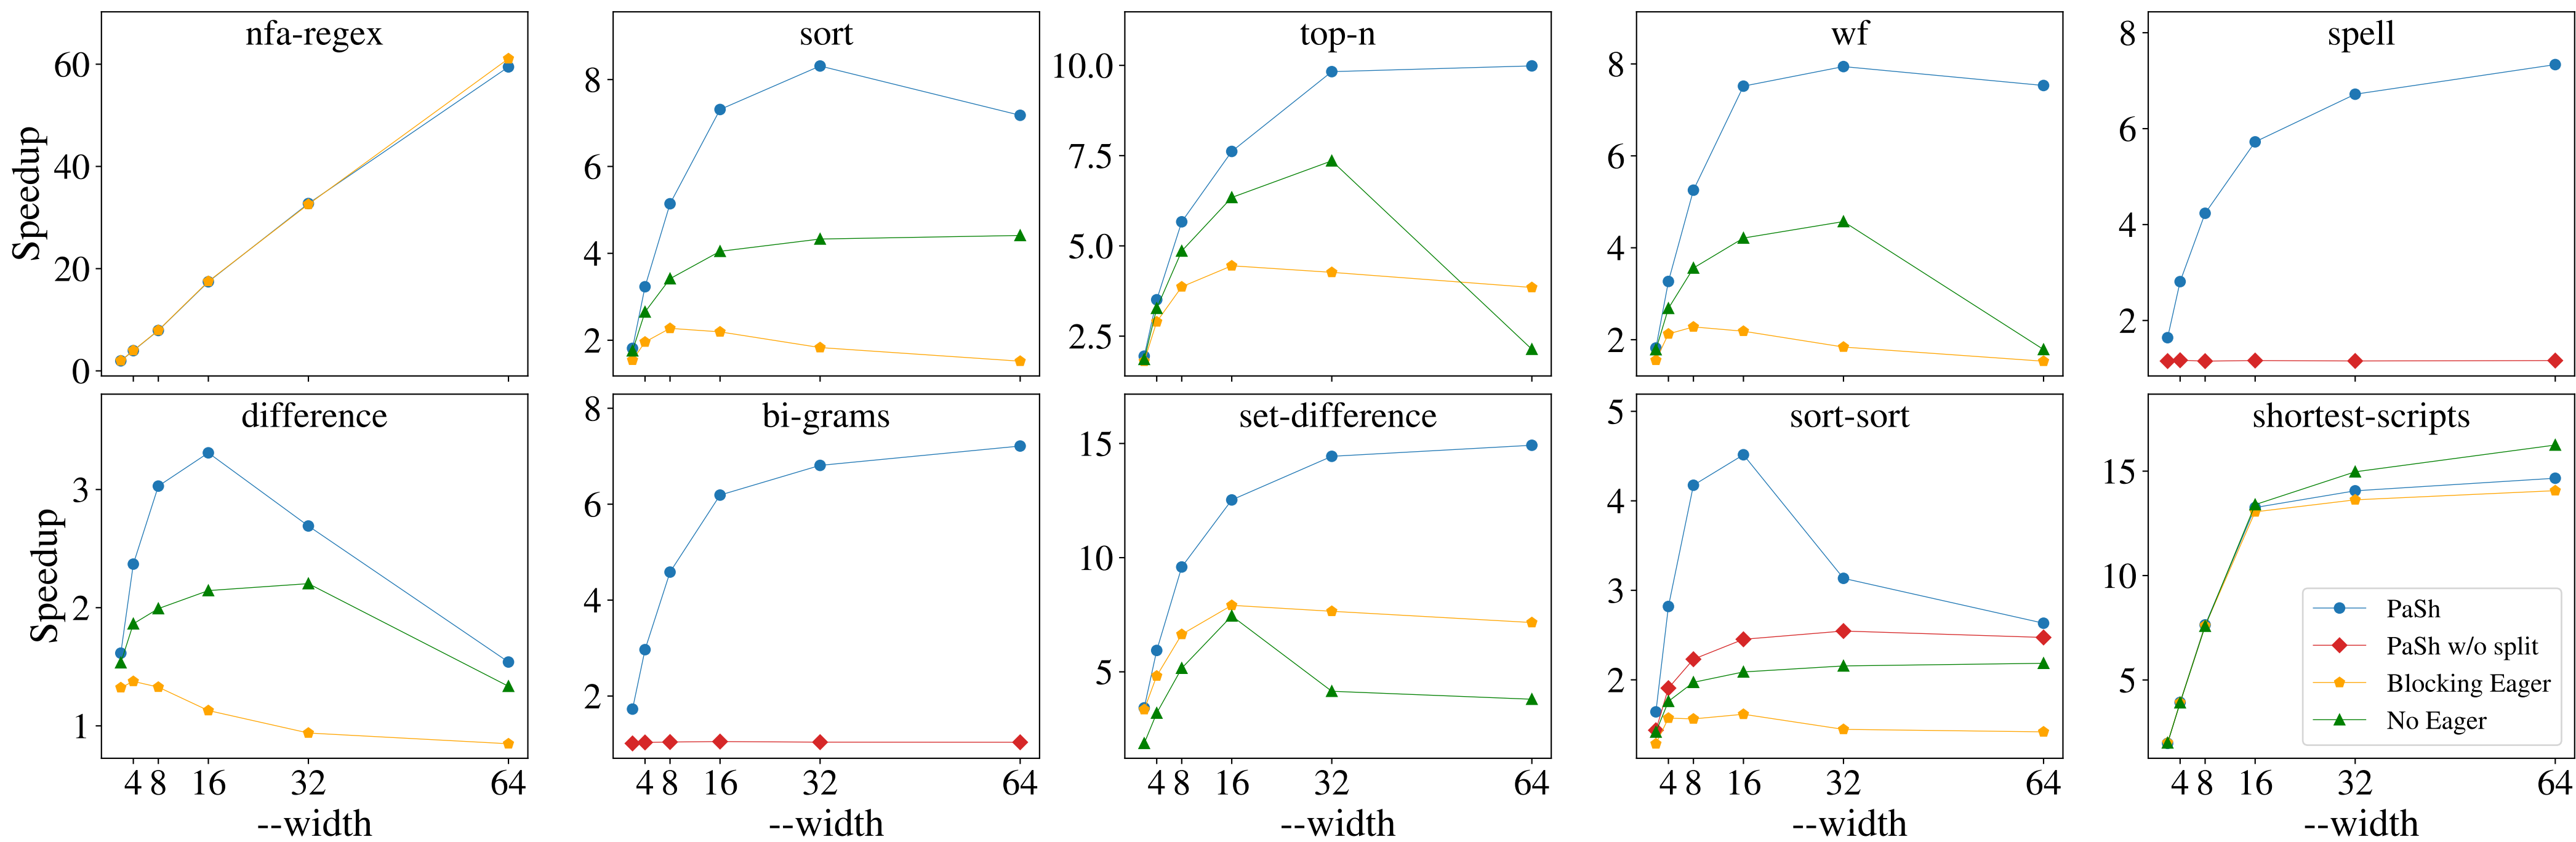 nfa-regex
Speedup
60
40
20
0
sort
8
6
4
2
top-n
10.0
7.5
5.0
2.5
wf
8
6
4
2
spell
8
6
4
2
difference
Speedup
3
2
1
4 8 16 32 64
--width
bi-grams
8
6
4
2
4 8 16 32 64
--width
set-difference
15
10
5
4 8 16 32 64
--width
sort-sort
5
4
3
2
4 8 16 32 64
--width
shortest-scripts
15
10
5
PaSh
PaSh w/o split
Blocking Eager
No Eager
4 8 16 32 64
--width